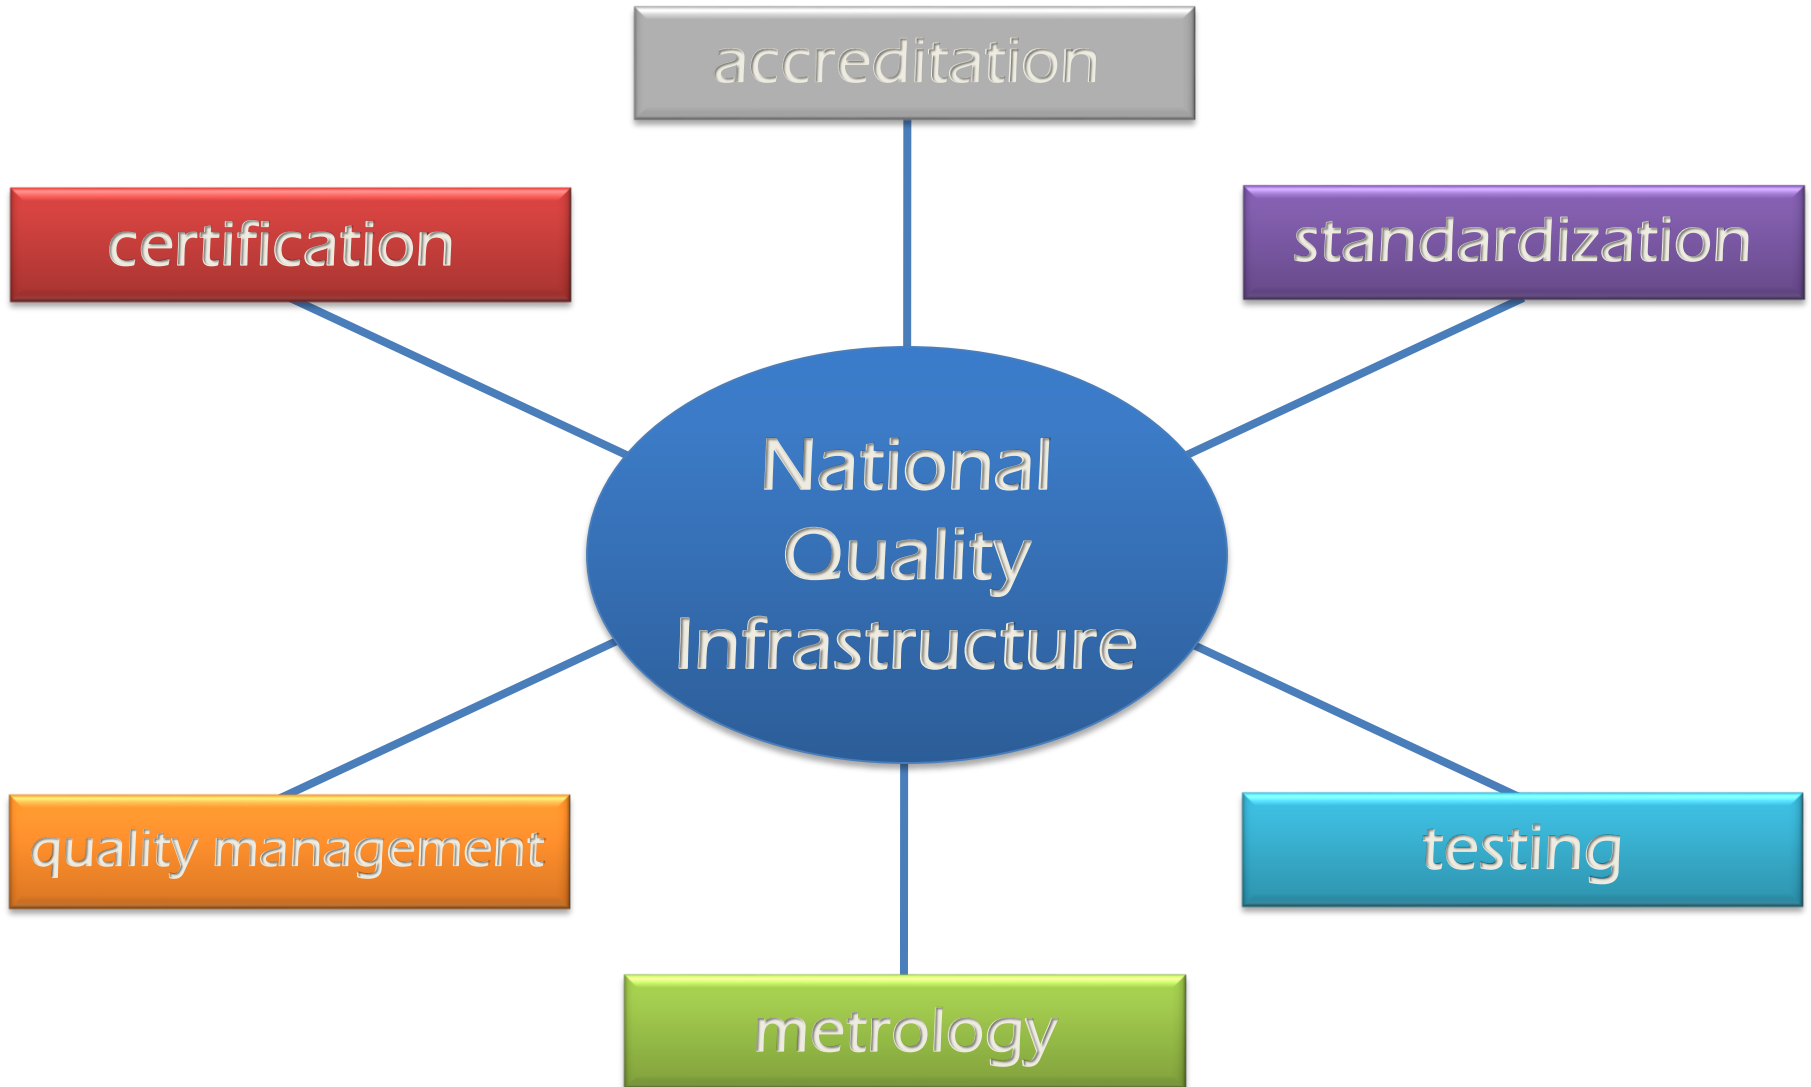 accreditation
certification
standardization
National
Quality
Infrastructure
quality management
testing
metrology